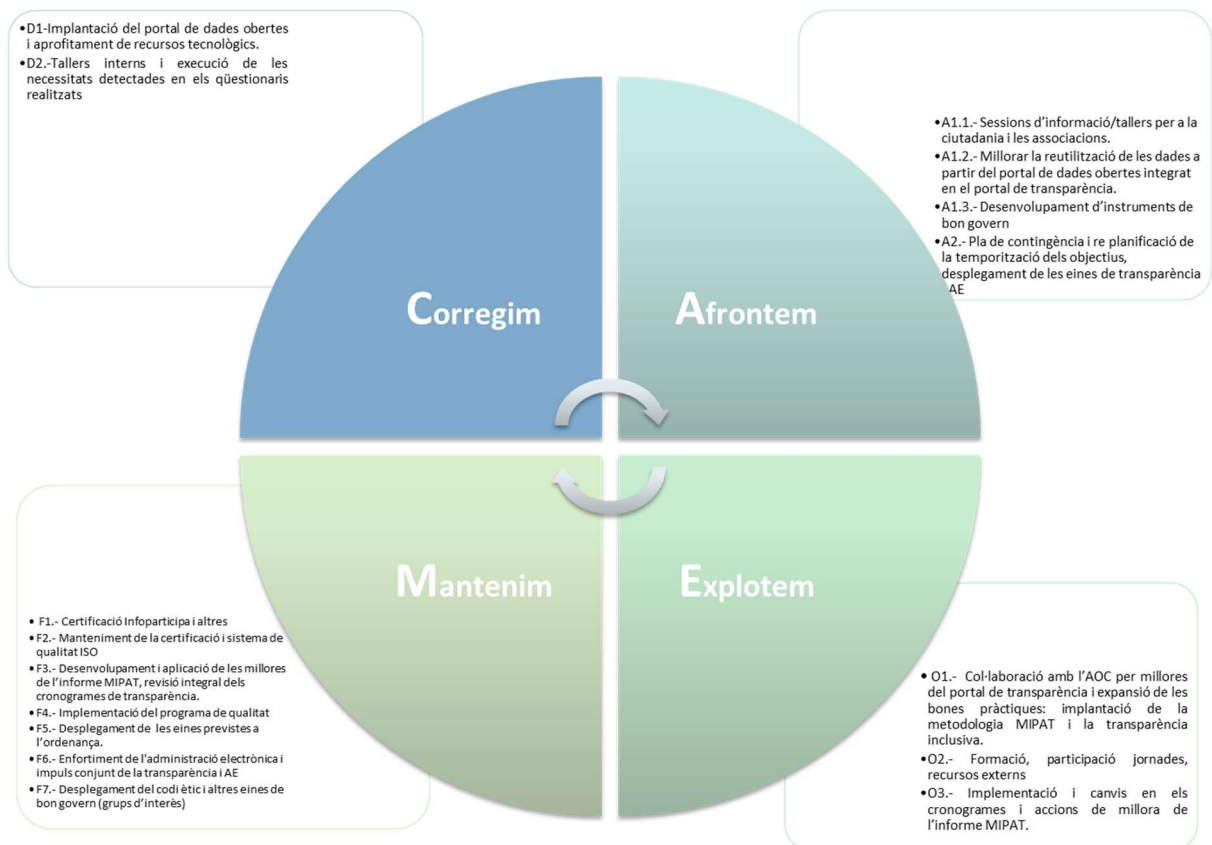 •D1-Implantació del portal de dades obertes
i aprofitament de recursos tecnològics.
•D2.-Tallers interns i execució de les
necessitats detectades en els qüestionaris
realitzats
•A1.1.- Sessions d’informació/tallers per a la
ciutadania i les associacions.
•A1.2.- Millorar la reutilització de les dades a
partir del portal de dades obertes integrat
en el portal de transparència.
•A1.3.- Desenvolupament d’instruments de
bon govern
•A2.- Pla de contingència i re planificació de
la temporització dels objectius,
desplegament de les eines de transparència
AE
Corregim
Afrontem
Mantenim
Explotem
• F1.- Certificació Infoparticipa i altres
•F2.- Manteniment de la certificació i sistema de
qualitat ISO
•F3.- Desenvolupament i aplicació de les millores
de l’informe MIPAT, revisió integral dels
cronogrames de transparència.
•F4.- Implementació del programa de qualitat
•F5.- Desplegament de les eines previstes a
l’ordenança.
•F6.- Enfortiment de l'administració electrònica i
impuls conjunt de la transparència i AE
•F7.- Desplegament del codi ètic i altres eines de
bon govern (grups d’interès)
• O1.- Col·laboració amb l’AOC per millores
del portal de transparència i expansió de les
bones pràctiques: implantació de la
metodologia MIPAT i la transparència
inclusiva.
•O2.- Formació, participació jornades,
recursos externs
•O3.- Implementació i canvis en els
cronogrames i accions de millora de
l’informe MIPAT.